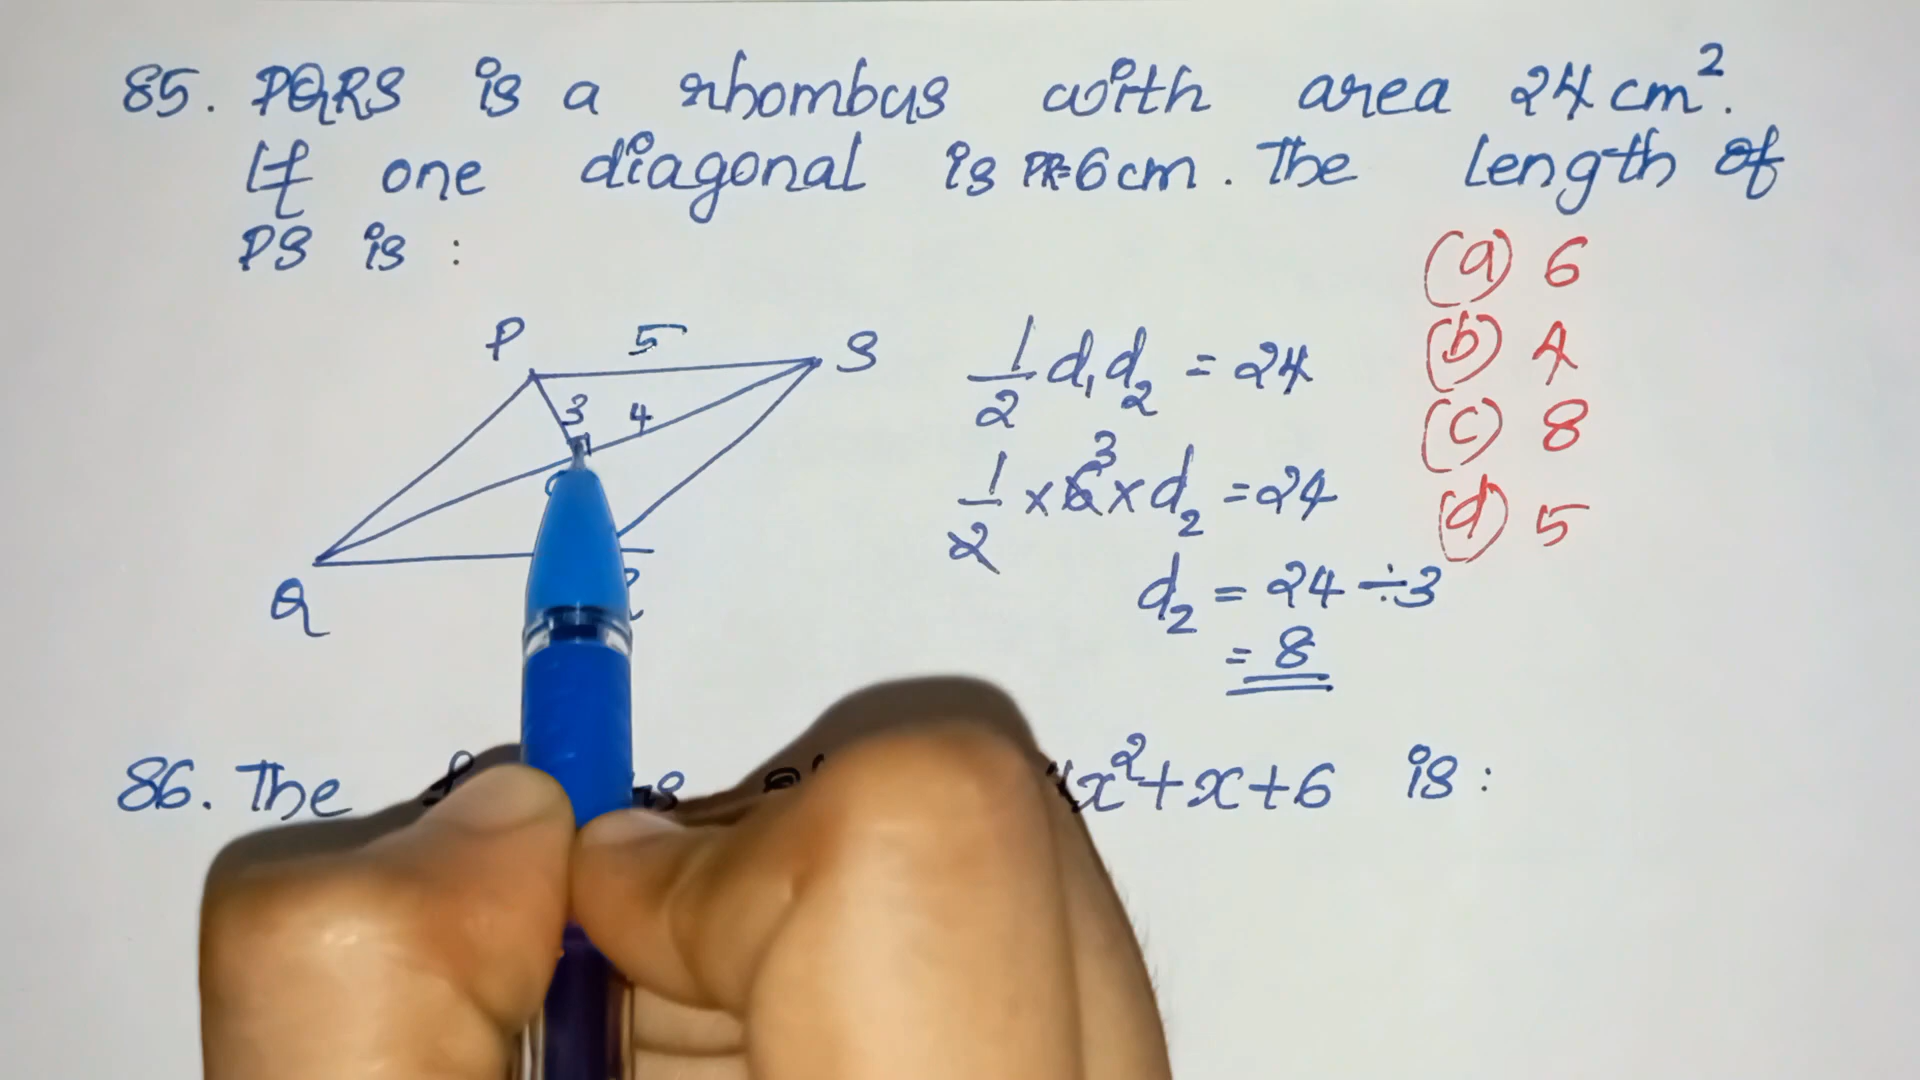 85. PQRS is a rhombus with area 24 cm².
If one diagonal is PR=6cm. The length of
PS is :
(a) 6
(b) 4
(c) 8
(d) 5
P 5 S
3 4
Q
1/2 d₁d₂ = 24
1/2 × 6 3 × d₂ = 24
d₂ = 24 ÷ 3
= 8
86. The x²+x+6 is :